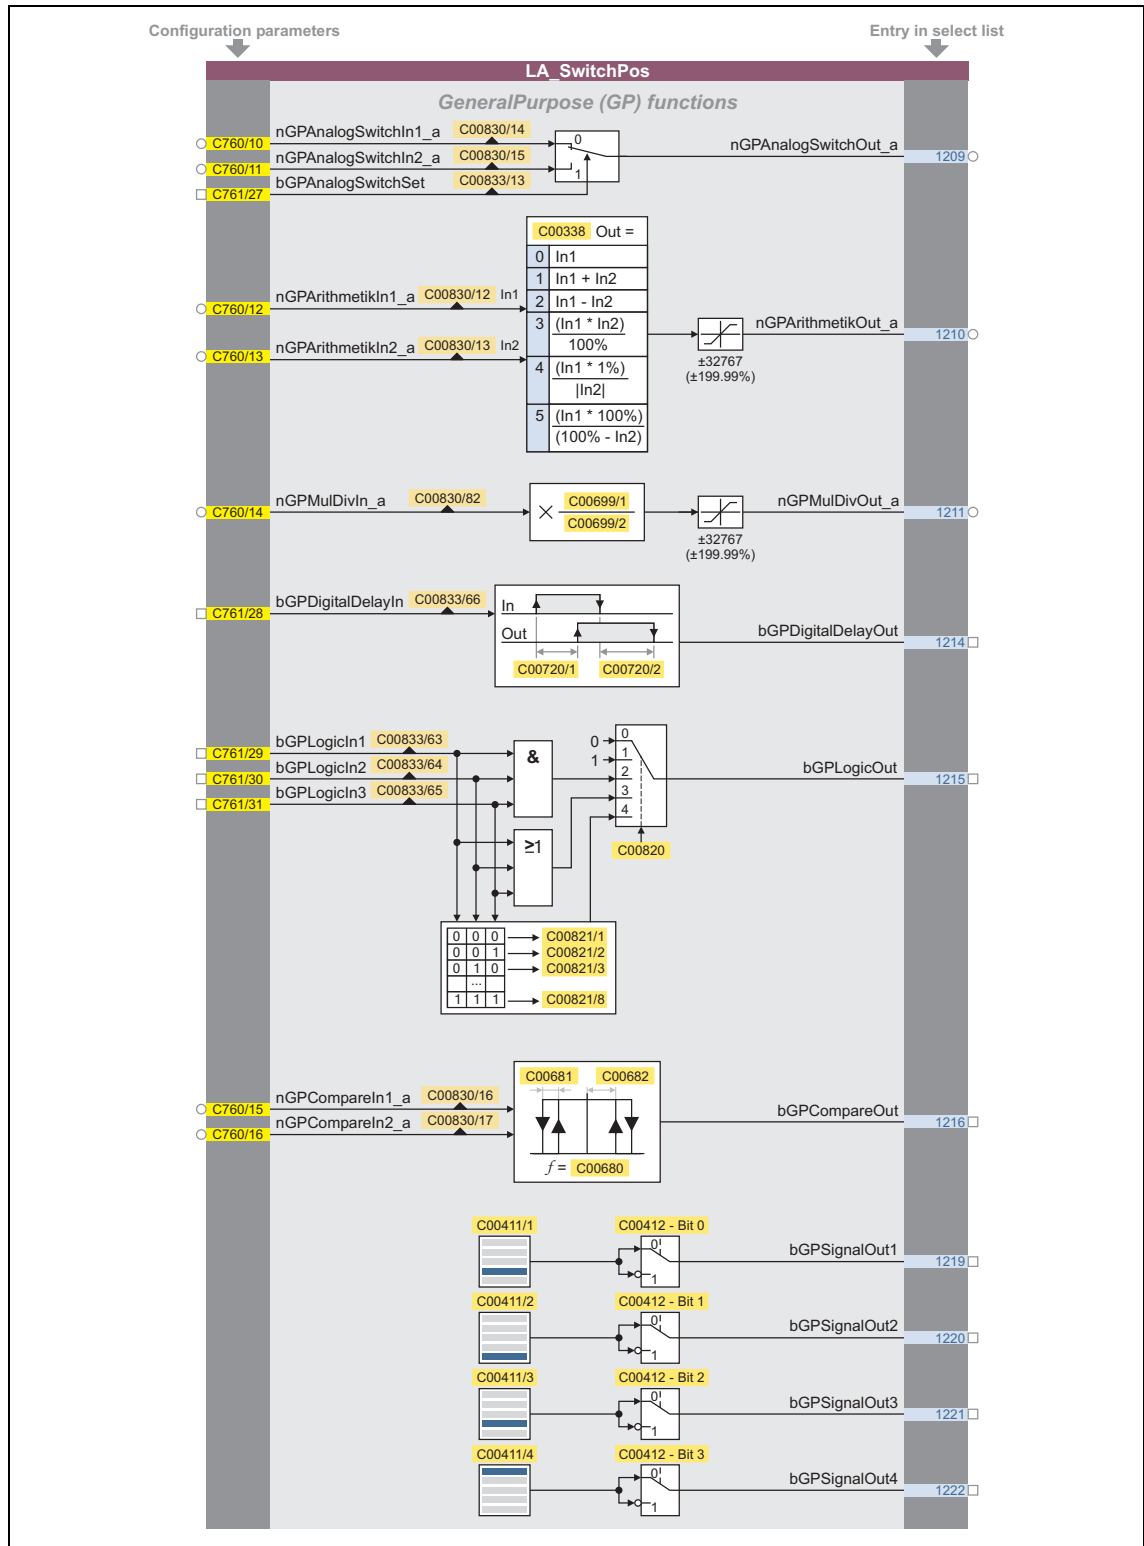 Configuration parameters
Entry in select list
LA_SwitchPos
GeneralPurpose (GP) functions
nGPAnalogSwitchIn1_a C00830/14
C760/10
0
nGPAnalogSwitchOut_a
1209
nGPAnalogSwitchIn2_a C00830/15
C760/11
1
bGPAnalogSwitchSet C00833/13
C761/27
C00338 Out =
0 In1
1 In1 + In2
2 In1 - In2
3 (In1 * In2)
100%
4 (In1 * 1%)
|In2|
5 (In1 * 100%)
(100% - In2)
nGPArithmetikIn1_a C00830/12 In1
C760/12
nGPArithmetikIn2_a C00830/13 In2
C760/13
nGPArithmetikOut_a
1210
±32767
(±199.99%)
nGPMulDivIn_a C00830/82
C760/14
× C00699/1
C00699/2
nGPMulDivOut_a
1211
±32767
(±199.99%)
bGPDigitalDelayIn C00833/66
C761/28
In
Out
C00720/1 C00720/2
bGPDigitalDelayOut
1214
bGPLogicIn1 C00833/63
C761/29
bGPLogicIn2 C00833/64
C761/30
bGPLogicIn3 C00833/65
C761/31
&
≥1
0 0
1 1
2
3
4
C00820
bGPLogicOut
1215
0 0 0 C00821/1
0 0 1 C00821/2
0 1 0 C00821/3
...
1 1 1 C00821/8
C00681 C00682
nGPCompareIn1_a C00830/16
C760/15
nGPCompareIn2_a C00830/17
C760/16
f = C00680
bGPCompareOut
1216
C00411/1 C00412 - Bit 0
0
1
bGPSignalOut1
1219
C00411/2 C00412 - Bit 1
0
1
bGPSignalOut2
1220
C00411/3 C00412 - Bit 2
0
1
bGPSignalOut3
1221
C00411/4 C00412 - Bit 3
0
1
bGPSignalOut4
1222